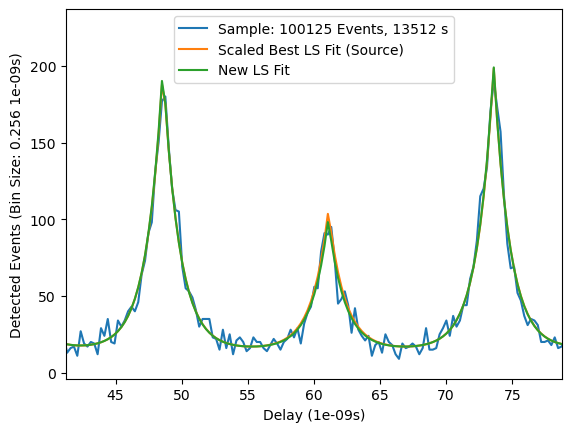 Sample: 100125 Events, 13512 s
Scaled Best LS Fit (Source)
New LS Fit
Detected Events (Bin Size: 0.256 1e-09s)
200
150
100
50
0
45
50
55
60
65
70
75
Delay (1e-09s)